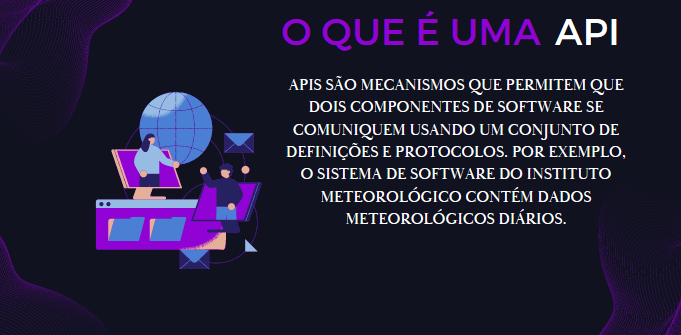 O QUE É UMA API
APIS SÃO MECANISMOS QUE PERMITEM QUE
DOIS COMPONENTES DE SOFTWARE SE
COMUNIQUEM USANDO UM CONJUNTO DE
DEFINIÇÕES E PROTOCOLOS. POR EXEMPLO,
O SISTEMA DE SOFTWARE DO INSTITUTO
METEOROLÓGICO CONTÉM DADOS
METEOROLÓGICOS DIÁRIOS.